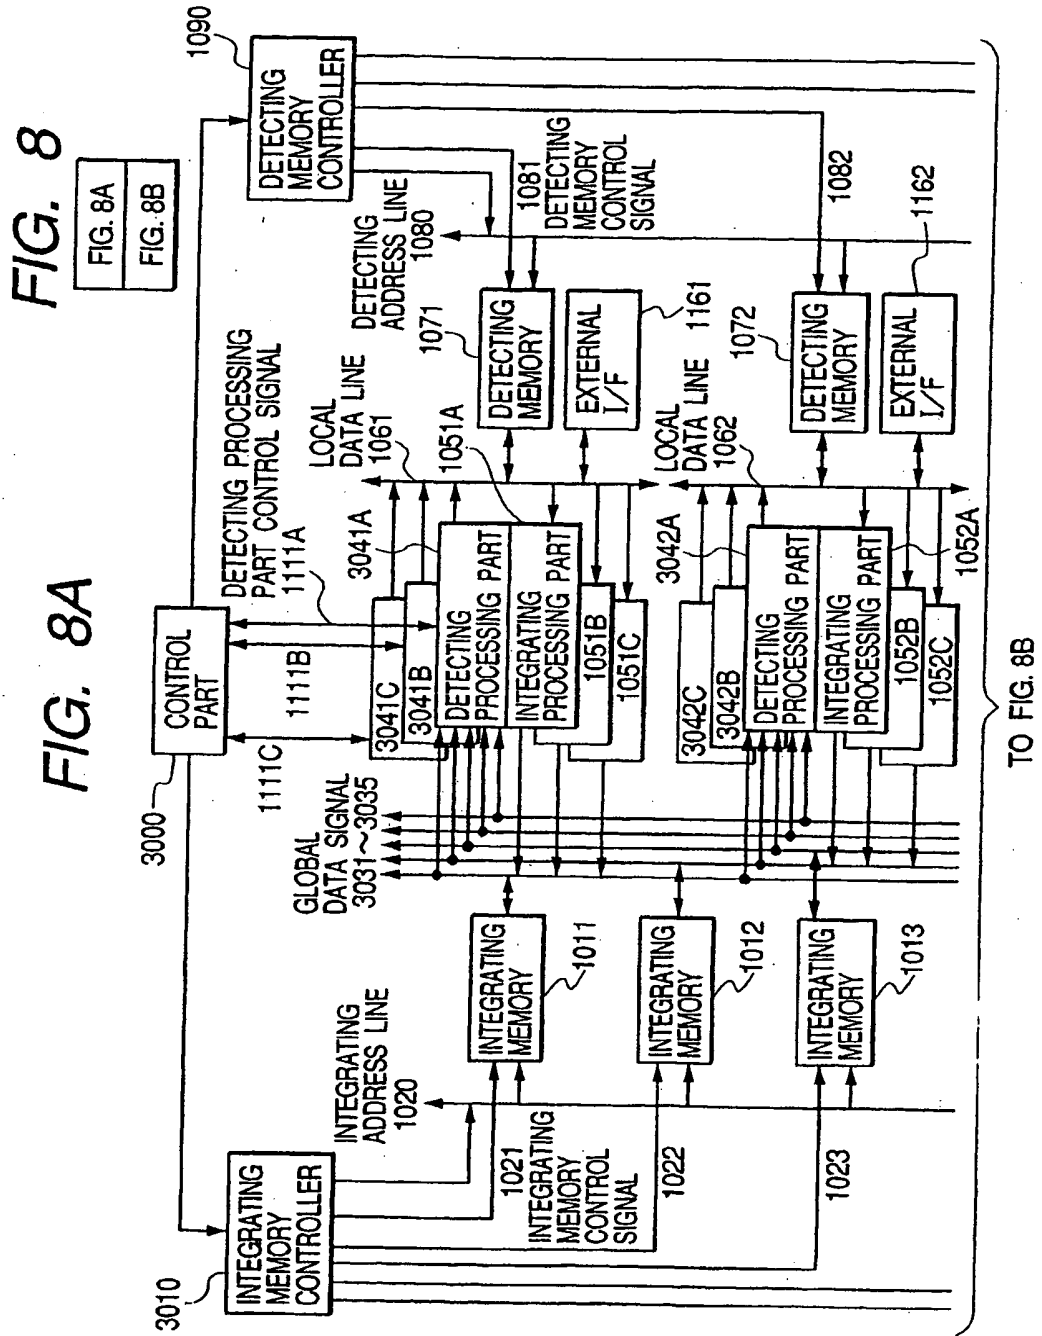 FIG. 8
FIG. 8A
FIG. 8B
FIG. 8A
3000
CONTROL
PART
3010
INTEGRATING
MEMORY
CONTROLLER
1090
DETECTING
MEMORY
CONTROLLER
DETECTING PROCESSING
PART CONTROL SIGNAL
1111A
1111B
1111C
INTEGRATING
ADDRESS LINE
1020
GLOBAL
DATA SIGNAL
3031~3035
LOCAL
DATA LINE
1061
DETECTING
ADDRESS LINE
1080
3041A
3041C
3041B
DETECTING
PROCESSING PART
INTEGRATING
PROCESSING PART
1051A
1051B
1051C
1071
DETECTING
MEMORY
EXTERNAL
I/F
1161
1081
DETECTING
MEMORY
CONTROL
SIGNAL
INTEGRATING
MEMORY
1011
1021
INTEGRATING
MEMORY
CONTROL
SIGNAL
INTEGRATING
MEMORY
1012
1022
INTEGRATING
MEMORY
1013
1023
LOCAL
DATA LINE
1062
3042A
3042C
3042B
DETECTING
PROCESSING PART
INTEGRATING
PROCESSING PART
1052A
1052B
1052C
1072
DETECTING
MEMORY
EXTERNAL
I/F
1082
1162
TO FIG. 8B